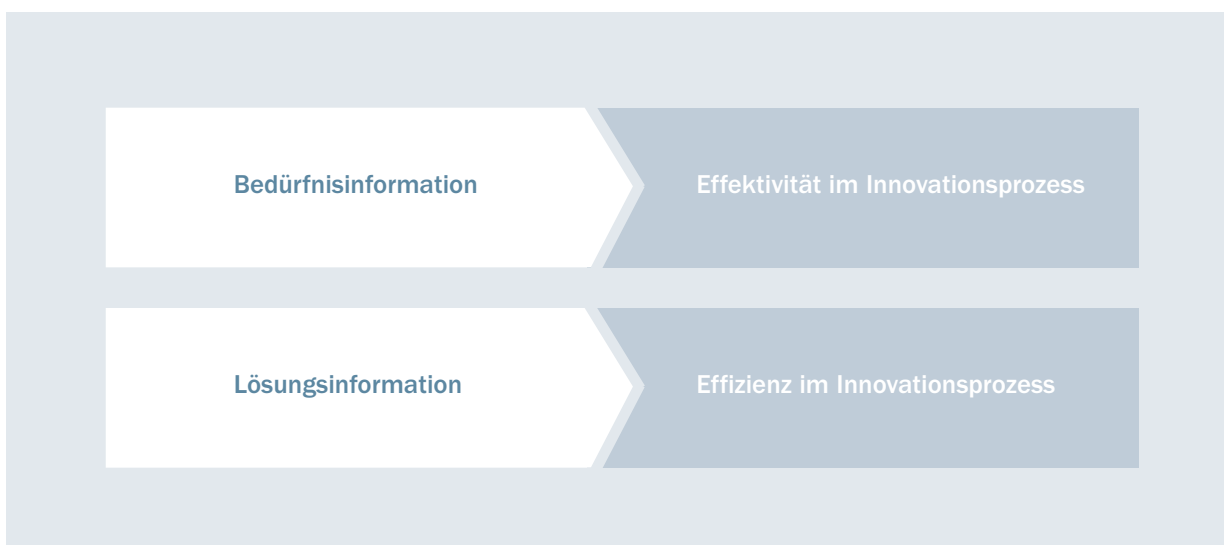 Bedürfnisinformation
Effektivität im Innovationsprozess
Lösungsinformation
Effizienz im Innovationsprozess